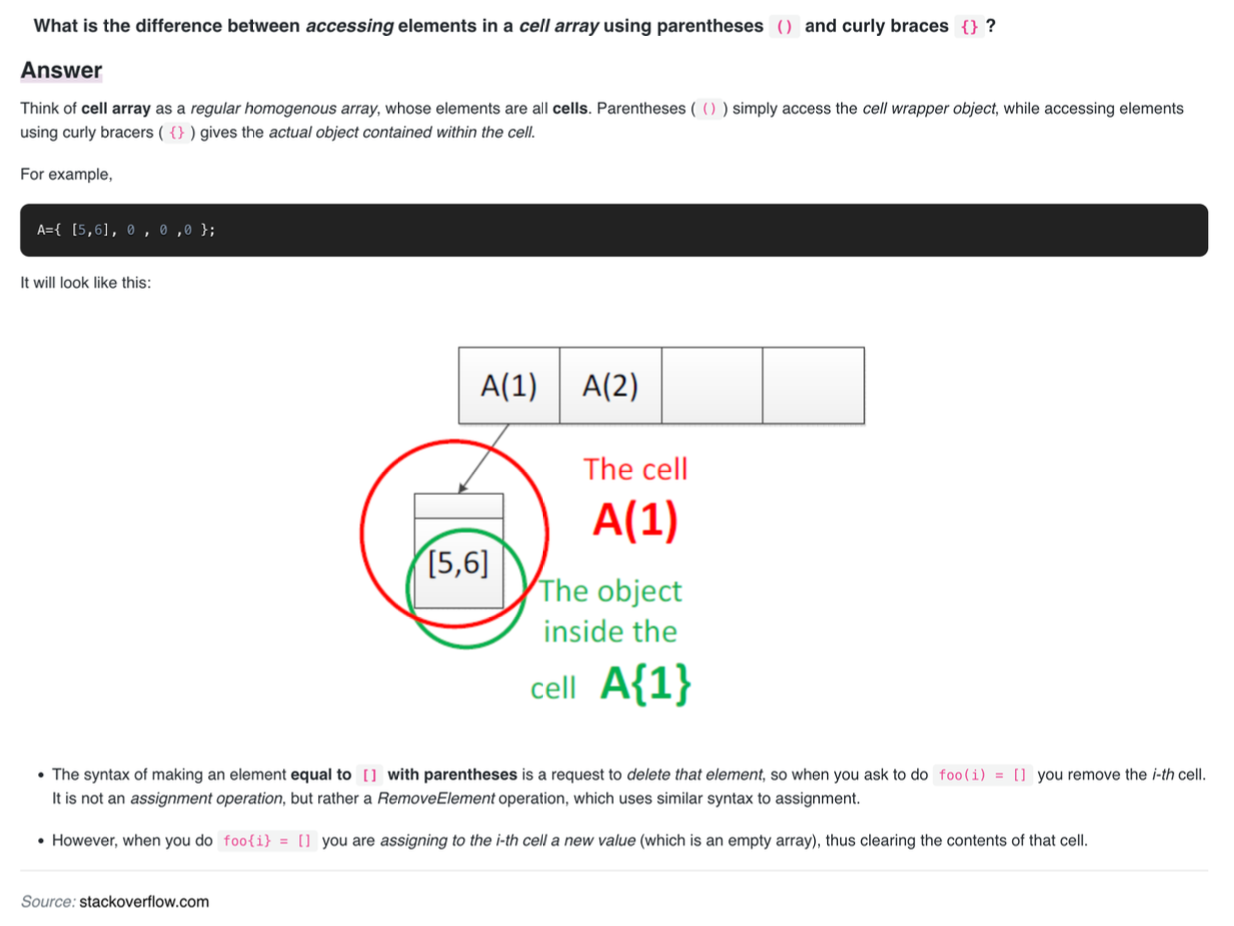 What is the difference between accessing elements in a cell array using parentheses () and curly braces {} ?
Answer
Think of cell array as a regular homogenous array, whose elements are all cells. Parentheses ( () ) simply access the cell wrapper object, while accessing elements
using curly bracers ( {} ) gives the actual object contained within the cell.
For example,
A={ [5,6], 0 , 0 ,0 };
It will look like this:
A(1) A(2)
The cell
A(1)
[5,6]
The object
inside the
cell A{1}
• The syntax of making an element equal to [] with parentheses is a request to delete that element, so when you ask to do foo(i) = [] you remove the i-th cell.
It is not an assignment operation, but rather a RemoveElement operation, which uses similar syntax to assignment.
• However, when you do foo{i} = [] you are assigning to the i-th cell a new value (which is an empty array), thus clearing the contents of that cell.
Source: stackoverflow.com